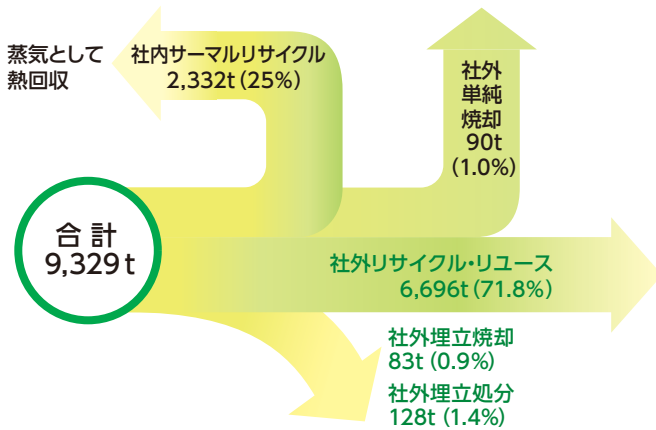 蒸気として
熱回収
社内サーマルリサイクル
2,332t(25%)
社外
単純
焼却
90t
(1.0%)
合計
9,329t
社外リサイクル・リユース
6,696t(71.8%)
社外埋立焼却
83t(0.9%)
社外埋立処分
128t(1.4%)